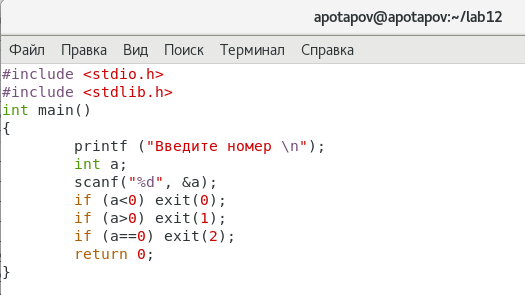 apotapov@apotapov:~/lab12
Файл Правка Вид Поиск Терминал Справка
#include <stdio.h>
#include <stdlib.h>
int main()
{
        printf ("Введите номер \n");
        int a;
        scanf("%d", &a);
        if (a<0) exit(0);
        if (a>0) exit(1);
        if (a==0) exit(2);
        return 0;
}